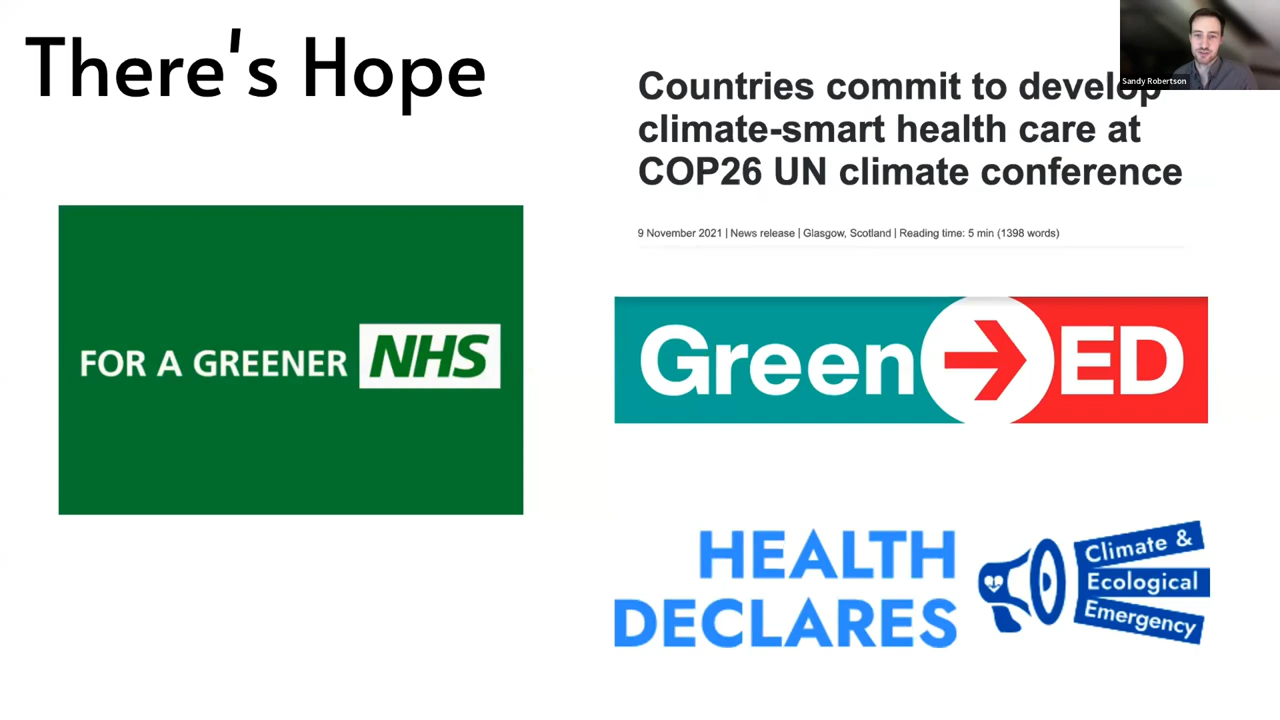 There's Hope
Sandy Robertson
Countries commit to develop
climate-smart health care at
COP26 UN climate conference
9 November 2021 | News release | Glasgow, Scotland | Reading time: 5 min (1398 words)
FOR A GREENER NHS
Green ED
HEALTH
DECLARES
Climate &
Ecological
Emergency